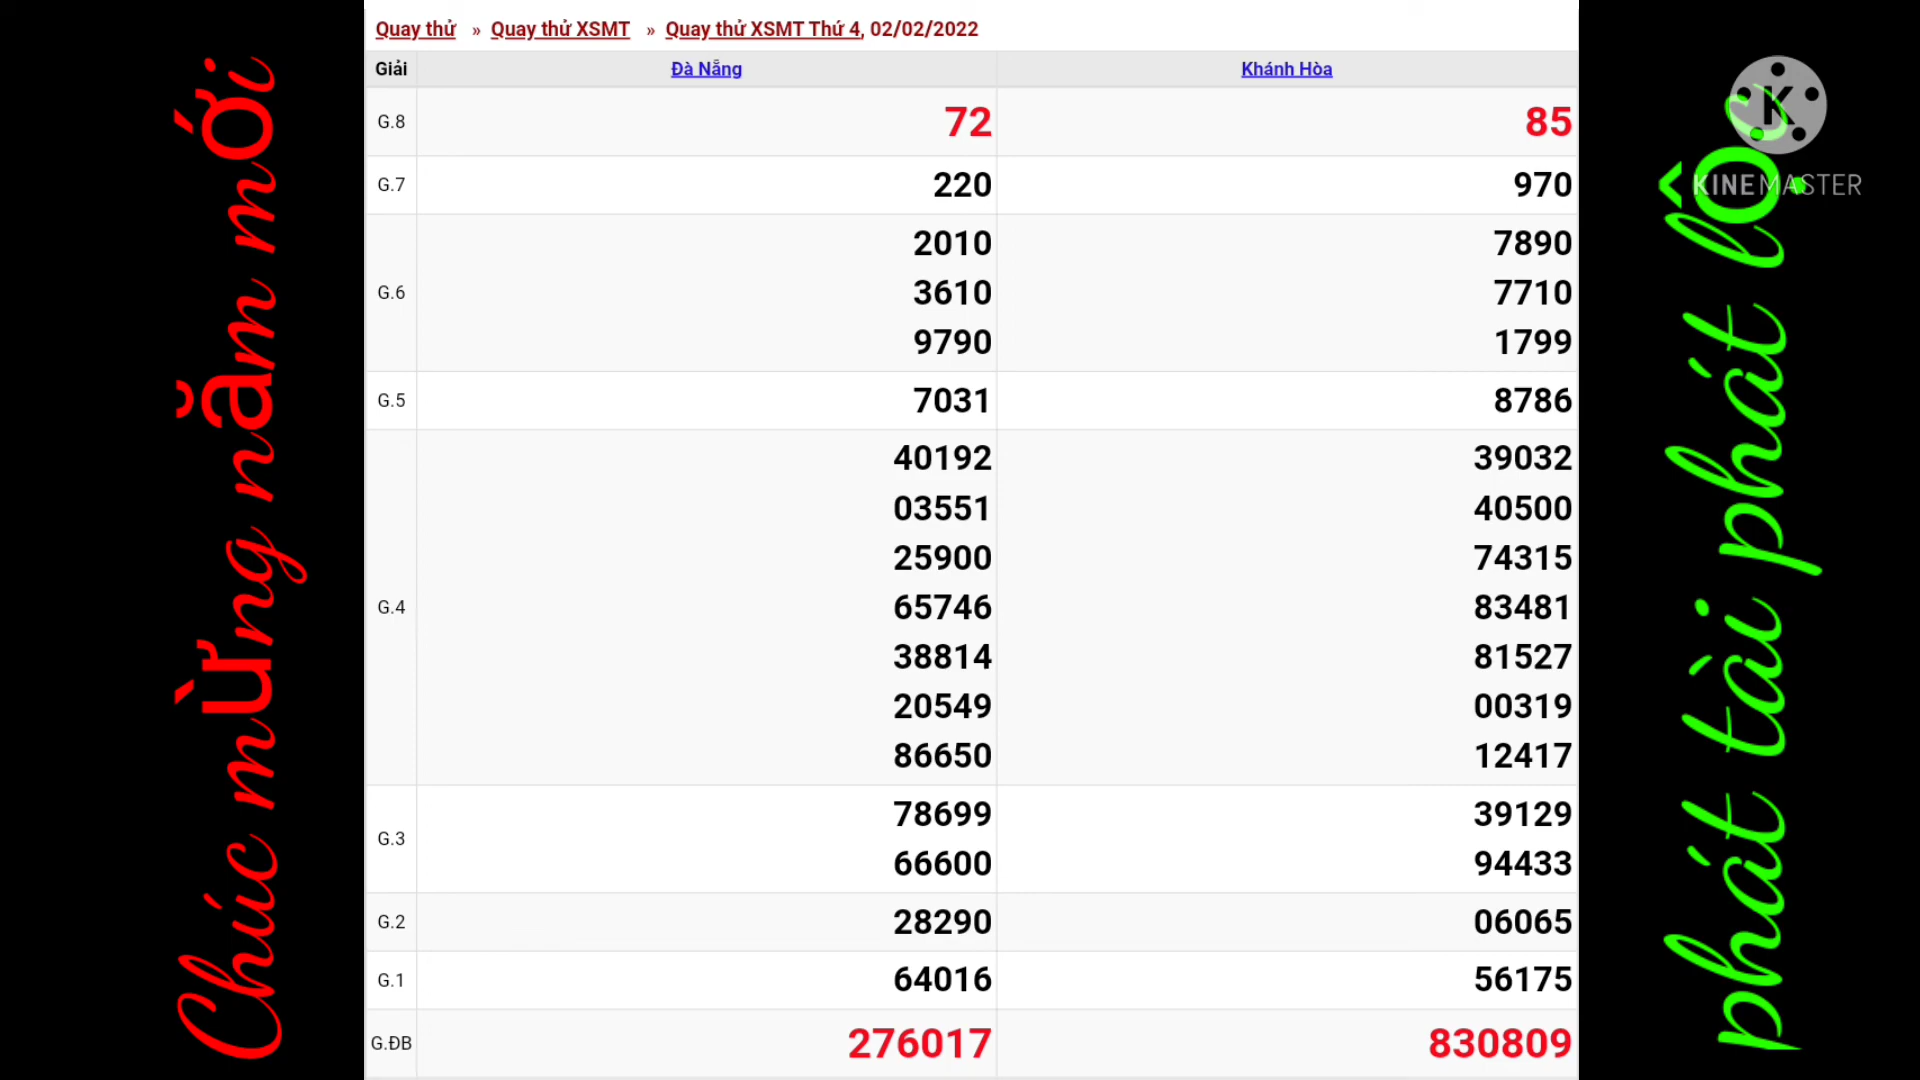 Chúc mừng năm mới
Quay thử » Quay thử XSMT » Quay thử XSMT Thứ 4, 02/02/2022
Giải Đà Nẵng Khánh Hòa
G.8 72 85
G.7 220 970
2010 7890
G.6 3610 7710
9790 1799
G.5 7031 8786
40192 39032
03551 40500
25900 74315
G.4 65746 83481
38814 81527
20549 00319
86650 12417
78699 39129
G.3
66600 94433
G.2 28290 06065
G.1 64016 56175
G.ĐB 276017 830809
phát tài phát lộc
K
KINEMASTER